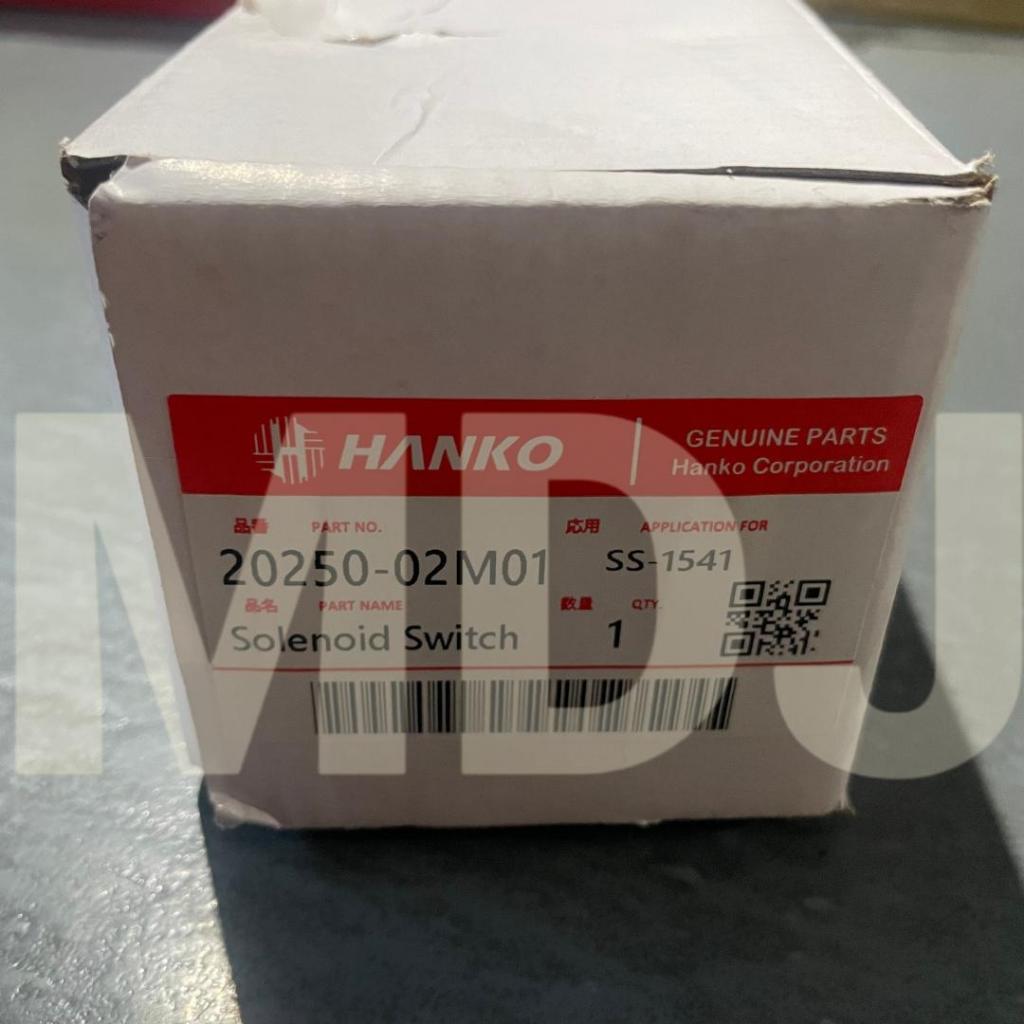 HANKO
GENUINE PARTS
Hanko Corporation
品番 PART NO. 応用 APPLICATION FOR
20250-02M01 SS-1541
品名 PART NAME 数量 QTY.
Solenoid Switch 1
MDJ